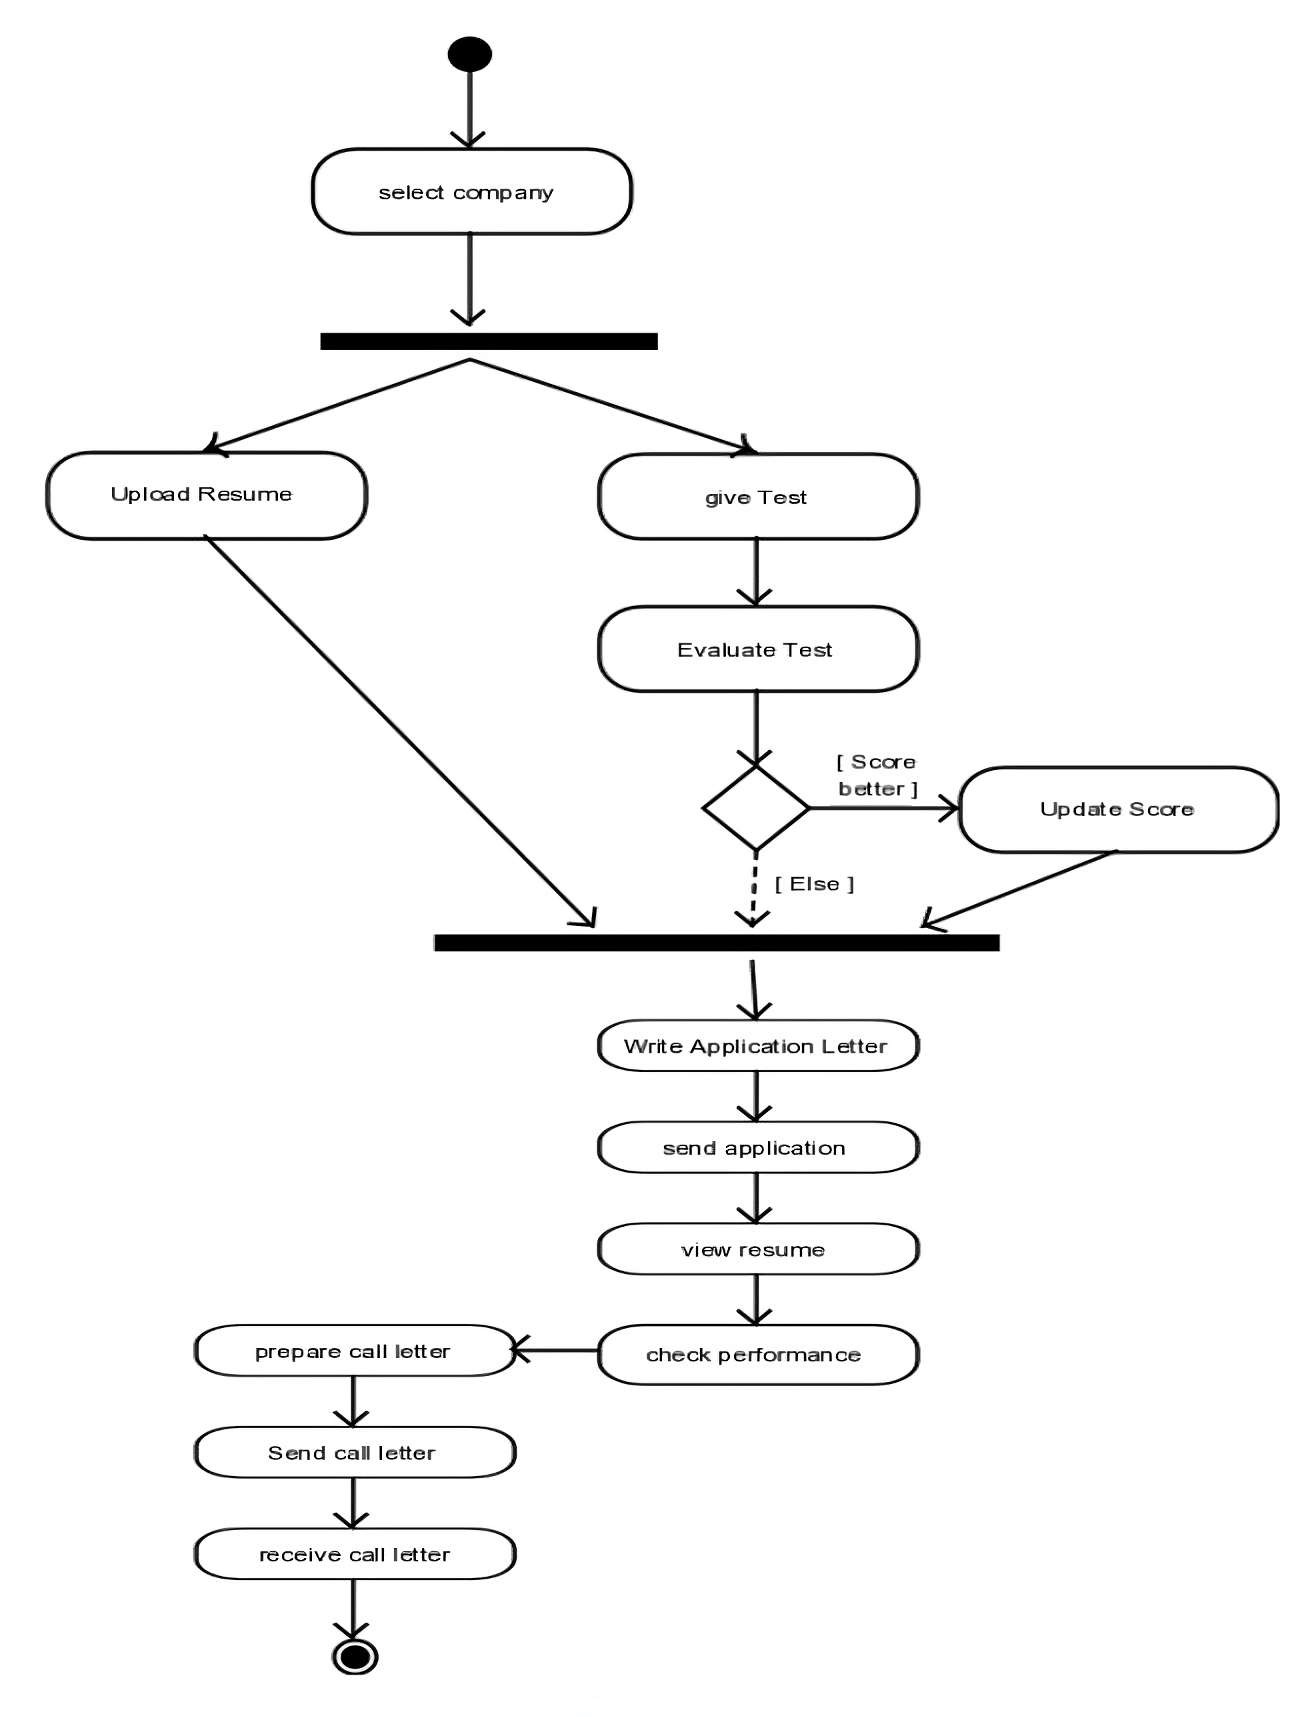 select company
Upload Resume
give Test
Evaluate Test
[ Score
better ]
Update Score
[ Else ]
Write Application Letter
send application
view resume
check performance
prepare call letter
Send call letter
receive call letter